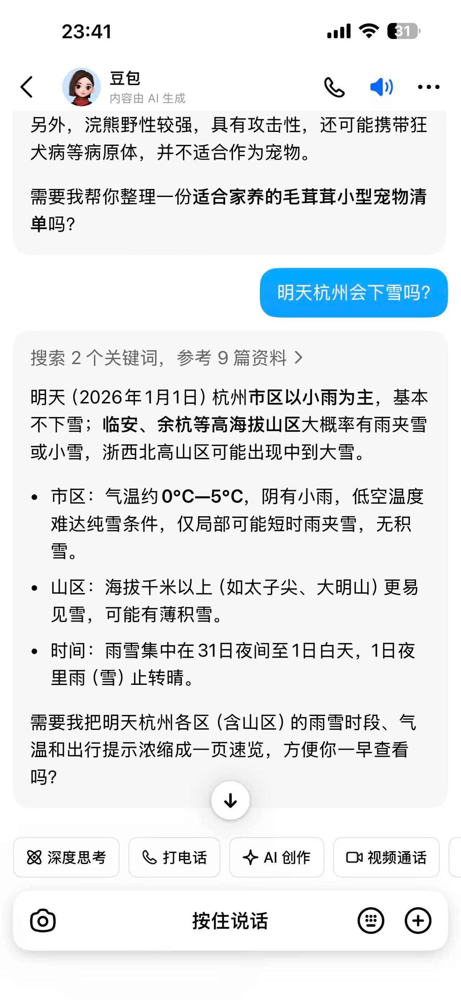 23:41
31
豆包
内容由 AI 生成
另外，浣熊野性较强，具有攻击性，还可能携带狂
犬病等病原体，并不适合作为宠物。
需要我帮你整理一份适合家养的毛茸茸小型宠物清
单吗？
明天杭州会下雪吗？
搜索 2 个关键词，参考 9 篇资料
明天（2026年1月1日）杭州市区以小雨为主，基本
不下雪；临安、余杭等高海拔山区大概率有雨夹雪
或小雪，浙西北高山区可能出现中到大雪。
• 市区：气温约0°C—5°C，阴有小雨，低空温度
难达纯雪条件，仅局部可能短时雨夹雪，无积
雪。
• 山区：海拔千米以上（如太子尖、大明山）更易
见雪，可能有薄积雪。
• 时间：雨雪集中在31日夜间至1日白天，1日夜
里雨（雪）止转晴。
需要我把明天杭州各区（含山区）的雨雪时段、气
温和出行提示浓缩成一页速览，方便你一早查看
吗？
深度思考
打电话
AI 创作
视频通话
按住说话